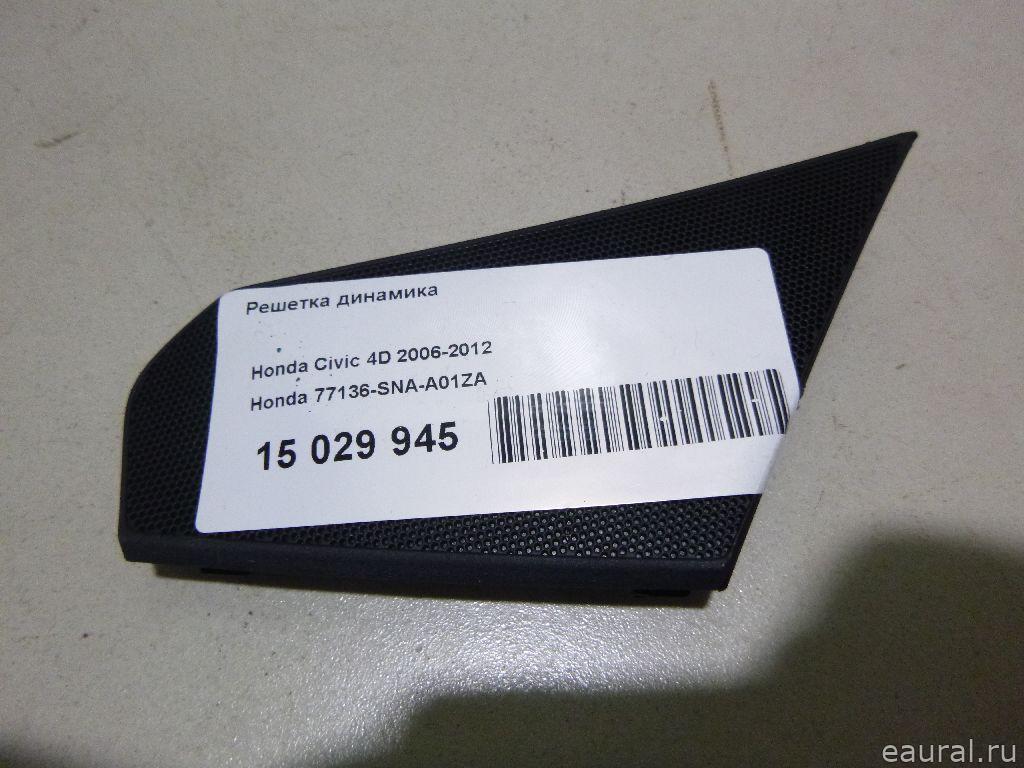 Решетка динамика
Honda Civic 4D 2006-2012
Honda 77136-SNA-A01ZA
15 029 945
eaural.ru